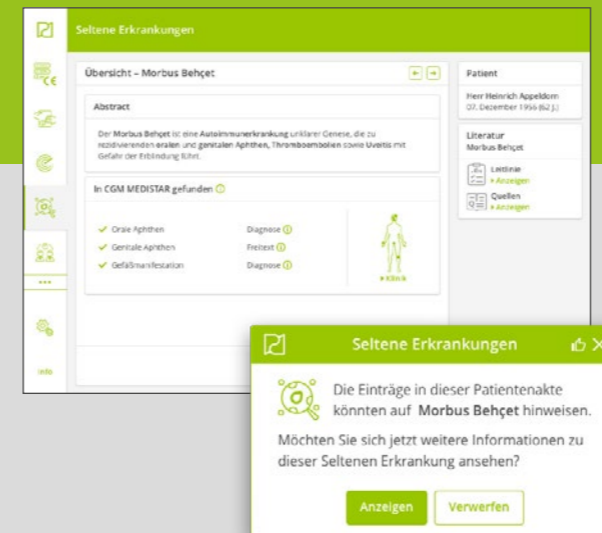 Seltene Erkrankungen
CE
Übersicht – Morbus Behçet
Abstract
Der Morbus Behçet ist eine Autoimmunerkrankung unklarer Genese, die zu
rezidivierenden oralen und genitalen Aphthen, Thromboembolien sowie Uveitis mit
Gefahr der Erblindung führt.
In CGM MEDISTAR gefunden
Orale Aphthen Diagnose
Genitale Aphthen Freitext
Gefäßmanifestation Diagnose
Klinik
Patient
Herr Heinrich Appeldorn
07. Dezember 1956 (62 J.)
Literatur
Morbus Behçet
Leitlinie
Anzeigen
Quellen
Anzeigen
Info
Seltene Erkrankungen
Die Einträge in dieser Patientenakte
könnten auf Morbus Behçet hinweisen.
Möchten Sie sich jetzt weitere Informationen zu
dieser Seltenen Erkrankung ansehen?
Anzeigen Verwerfen